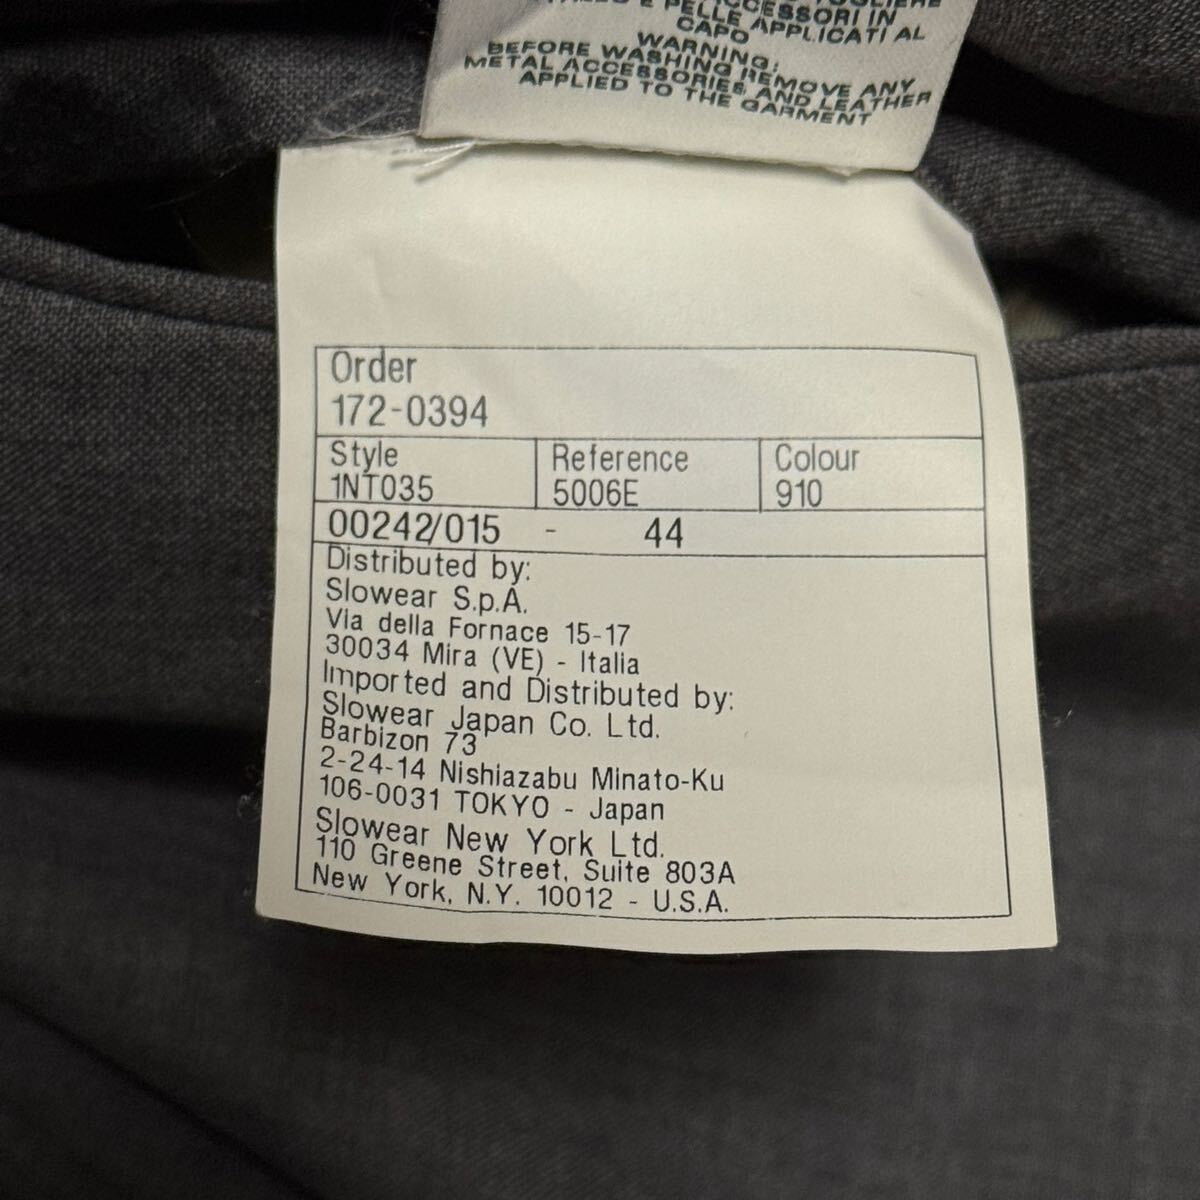 ACCESSORI IN
E PELLE APPLICATI AL
CAPO
WARNING:
BEFORE WASHING REMOVE ANY
METAL ACCESSORIES AND LEATHER
APPLIED TO THE GARMENT
Order
172-0394
Style Reference Colour
1NT035 5006E 910
00242/015 - 44
Distributed by:
Slowear S.p.A.
Via della Fornace 15-17
30034 Mira (VE) - Italia
Imported and Distributed by:
Slowear Japan Co. Ltd.
Barbizon 73
2-24-14 Nishiazabu Minato-Ku
106-0031 TOKYO - Japan
Slowear New York Ltd.
110 Greene Street, Suite 803A
New York, N.Y. 10012 - U.S.A.